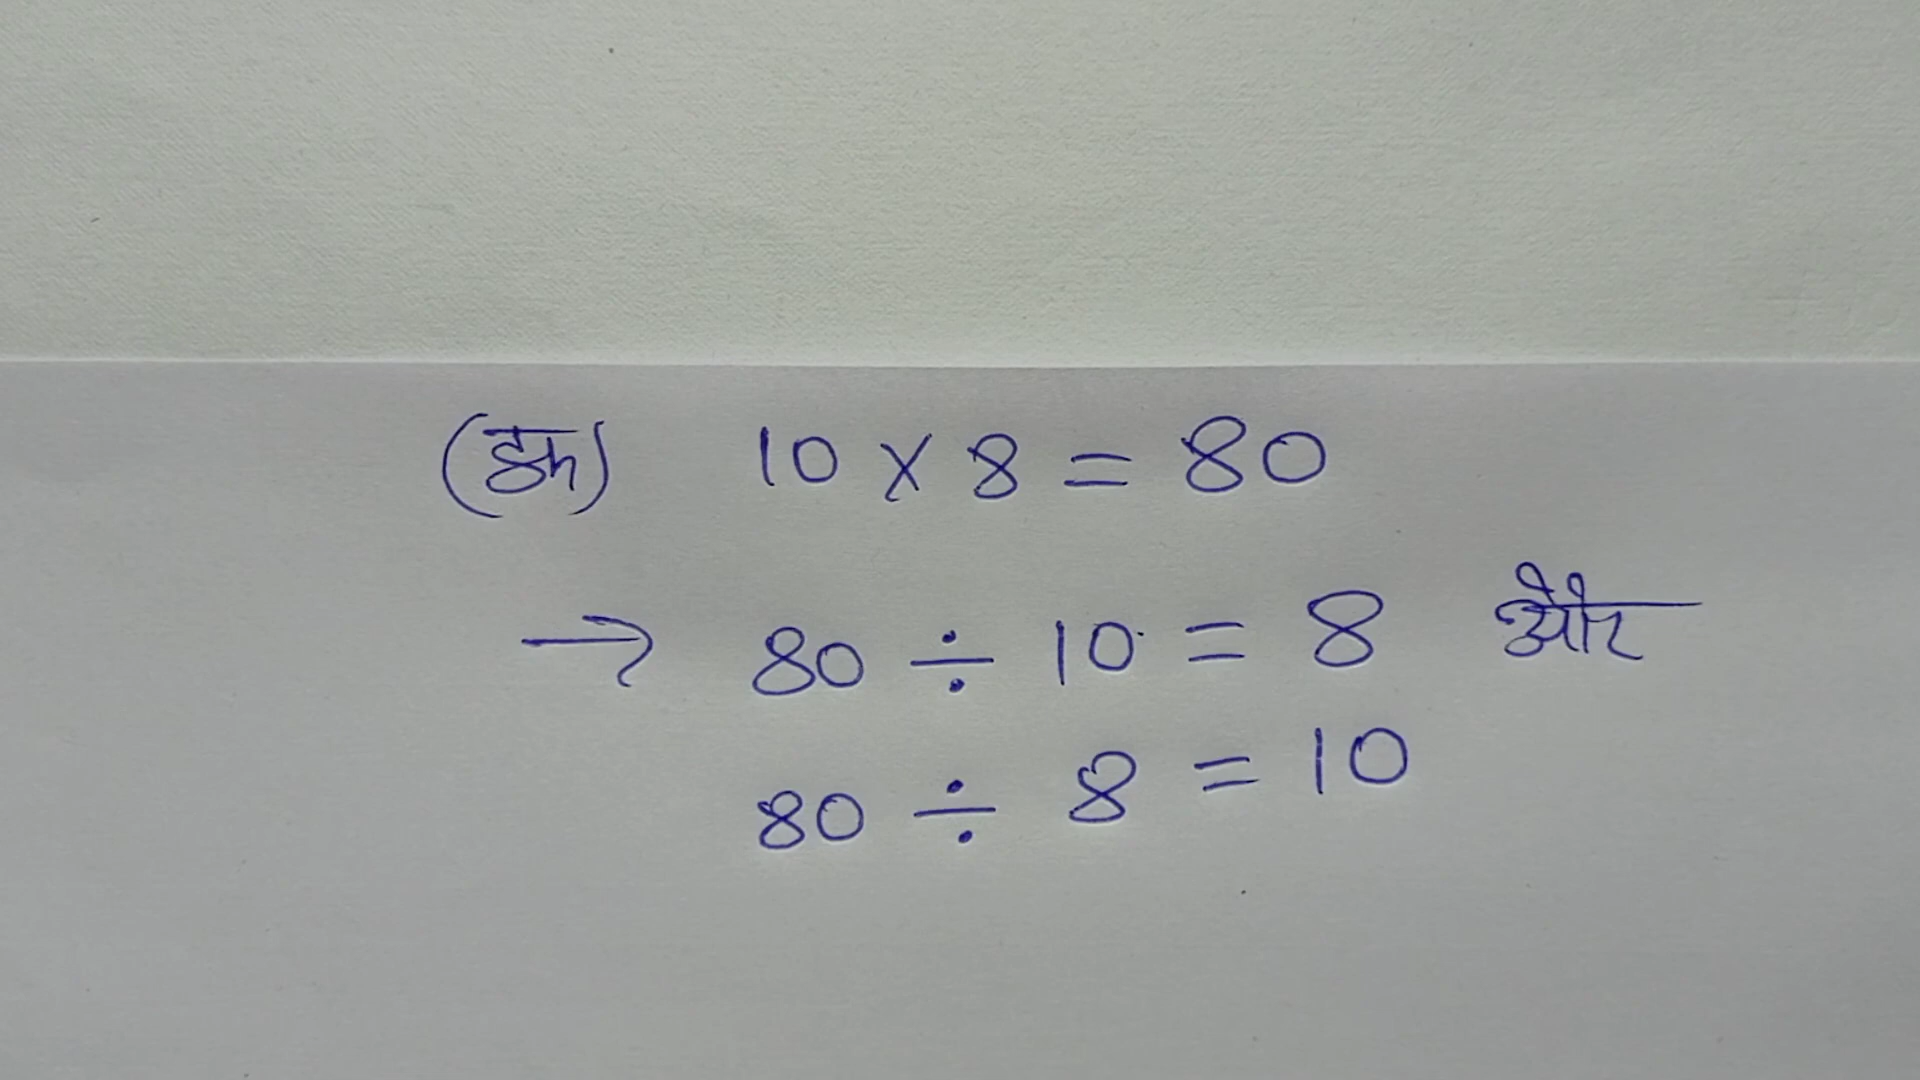 (क) 10 × 8 = 80
→ 80 ÷ 10 = 8 और
80 ÷ 8 = 10